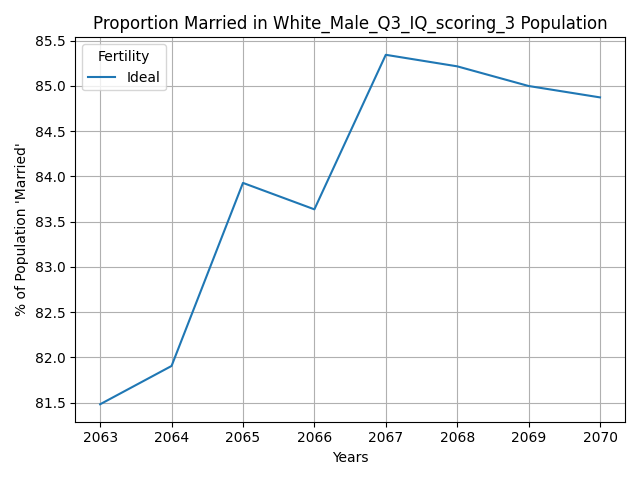 Proportion Married in White_Male_Q3_IQ_scoring_3 Population
Fertility
Ideal
% of Population 'Married'
85.5
85.0
84.5
84.0
83.5
83.0
82.5
82.0
81.5
2063 2064 2065 2066 2067 2068 2069 2070
Years